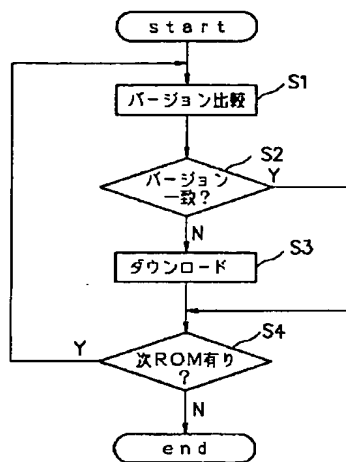 start
バージョン比較
S1
バージョン
一致?
S2
Y
N
ダウンロード
S3
次ROM有り
?
S4
Y
N
end